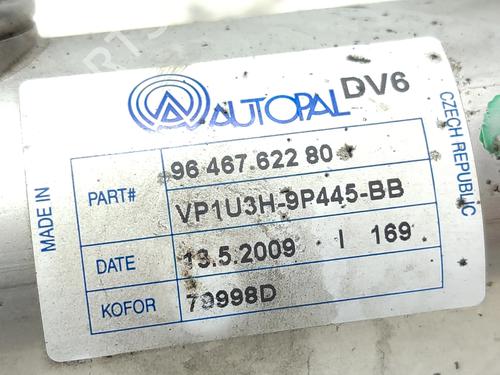 AUTOPAL DV6
MADE IN
CZECH REPUBLIC
PART# 96 467.622 80
VP1U3H-9P445-BB
DATE 13.5.2009 I 169
KOFOR 79998D